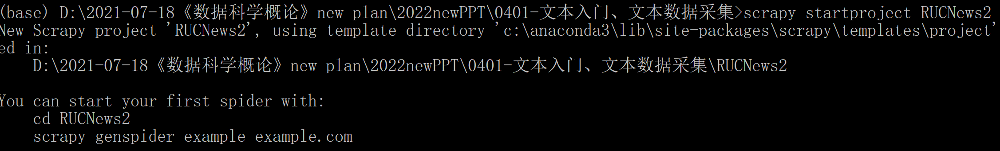 (base) D:\2021-07-18《数据科学概论》new plan\2022newPPT\0401-文本入门、文本数据采集>scrapy startproject RUCNews2
New Scrapy project 'RUCNews2', using template directory 'c:\anaconda3\lib\site-packages\scrapy\templates\project'
ed in:
    D:\2021-07-18《数据科学概论》new plan\2022newPPT\0401-文本入门、文本数据采集\RUCNews2
You can start your first spider with:
    cd RUCNews2
    scrapy genspider example example.com